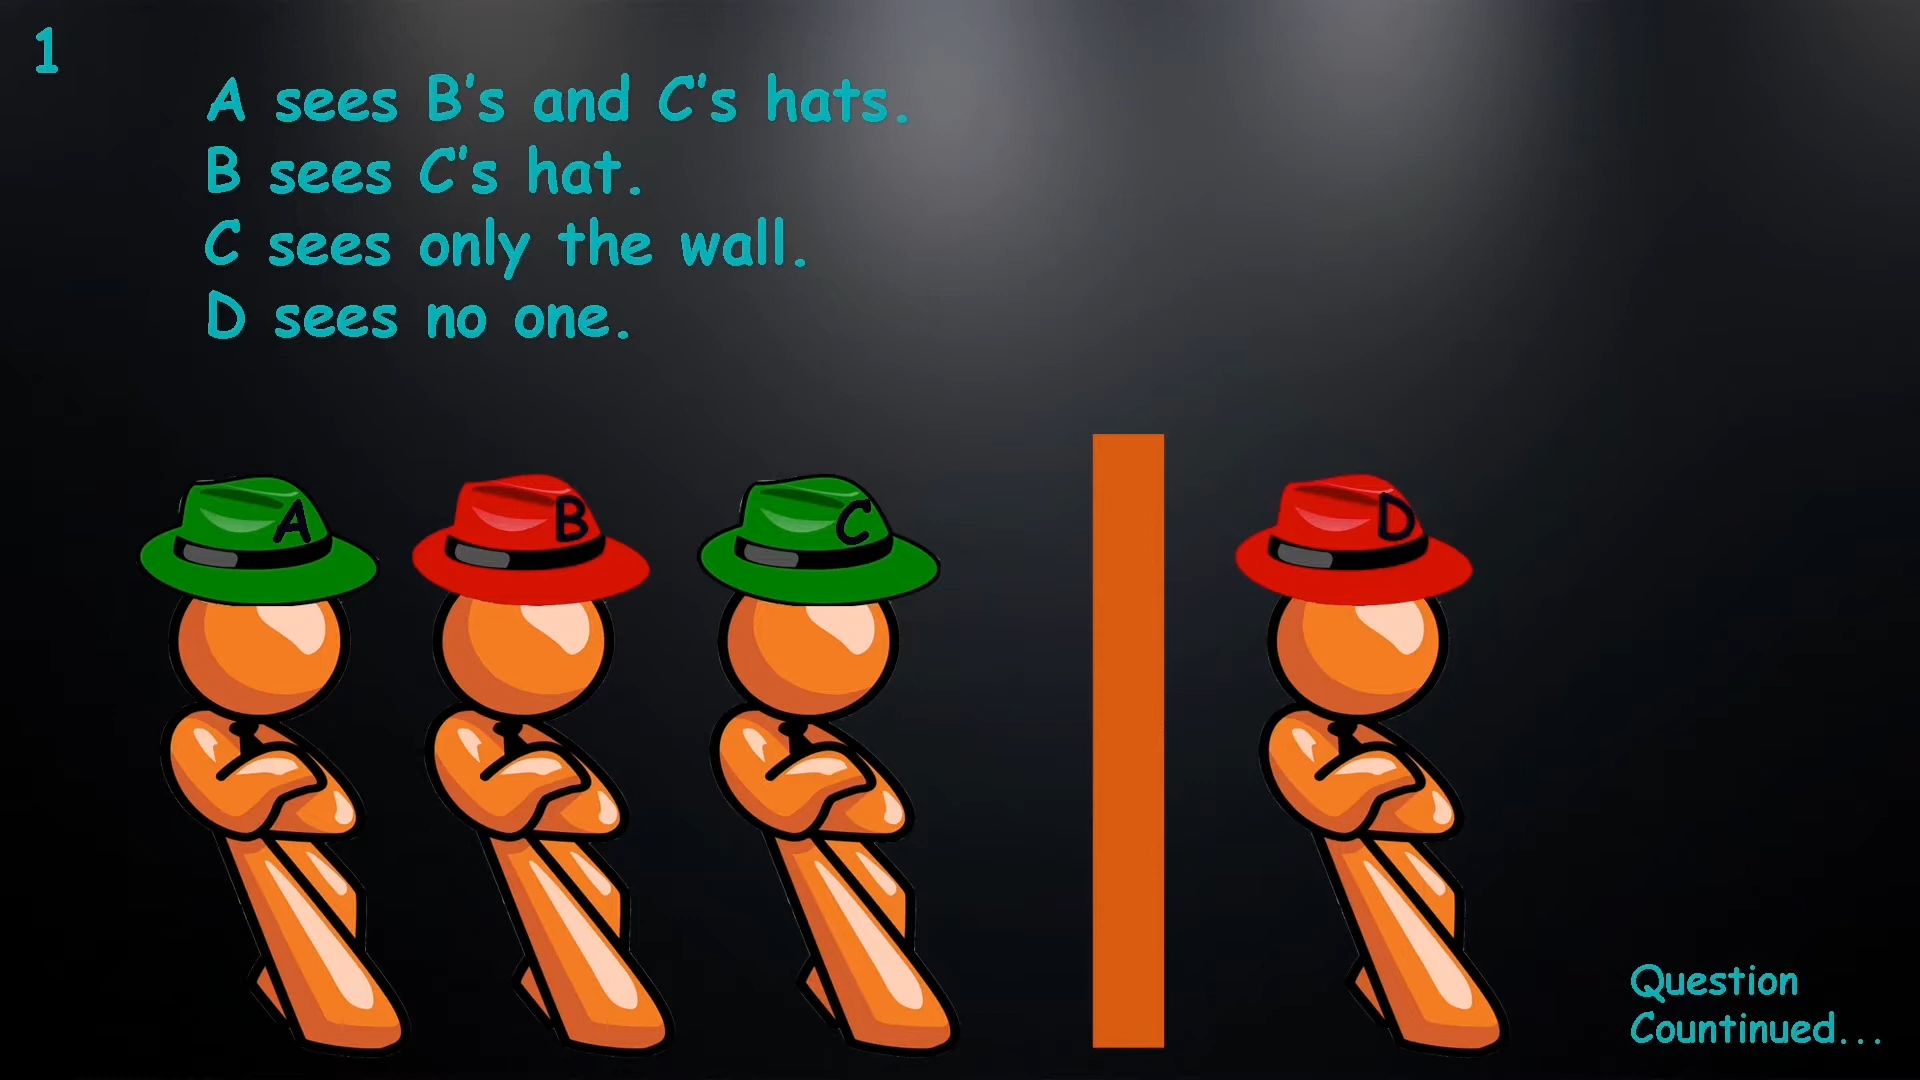 1
A sees B's and C's hats.
B sees C's hat.
C sees only the wall.
D sees no one.
A B C D
Question
Countinued...